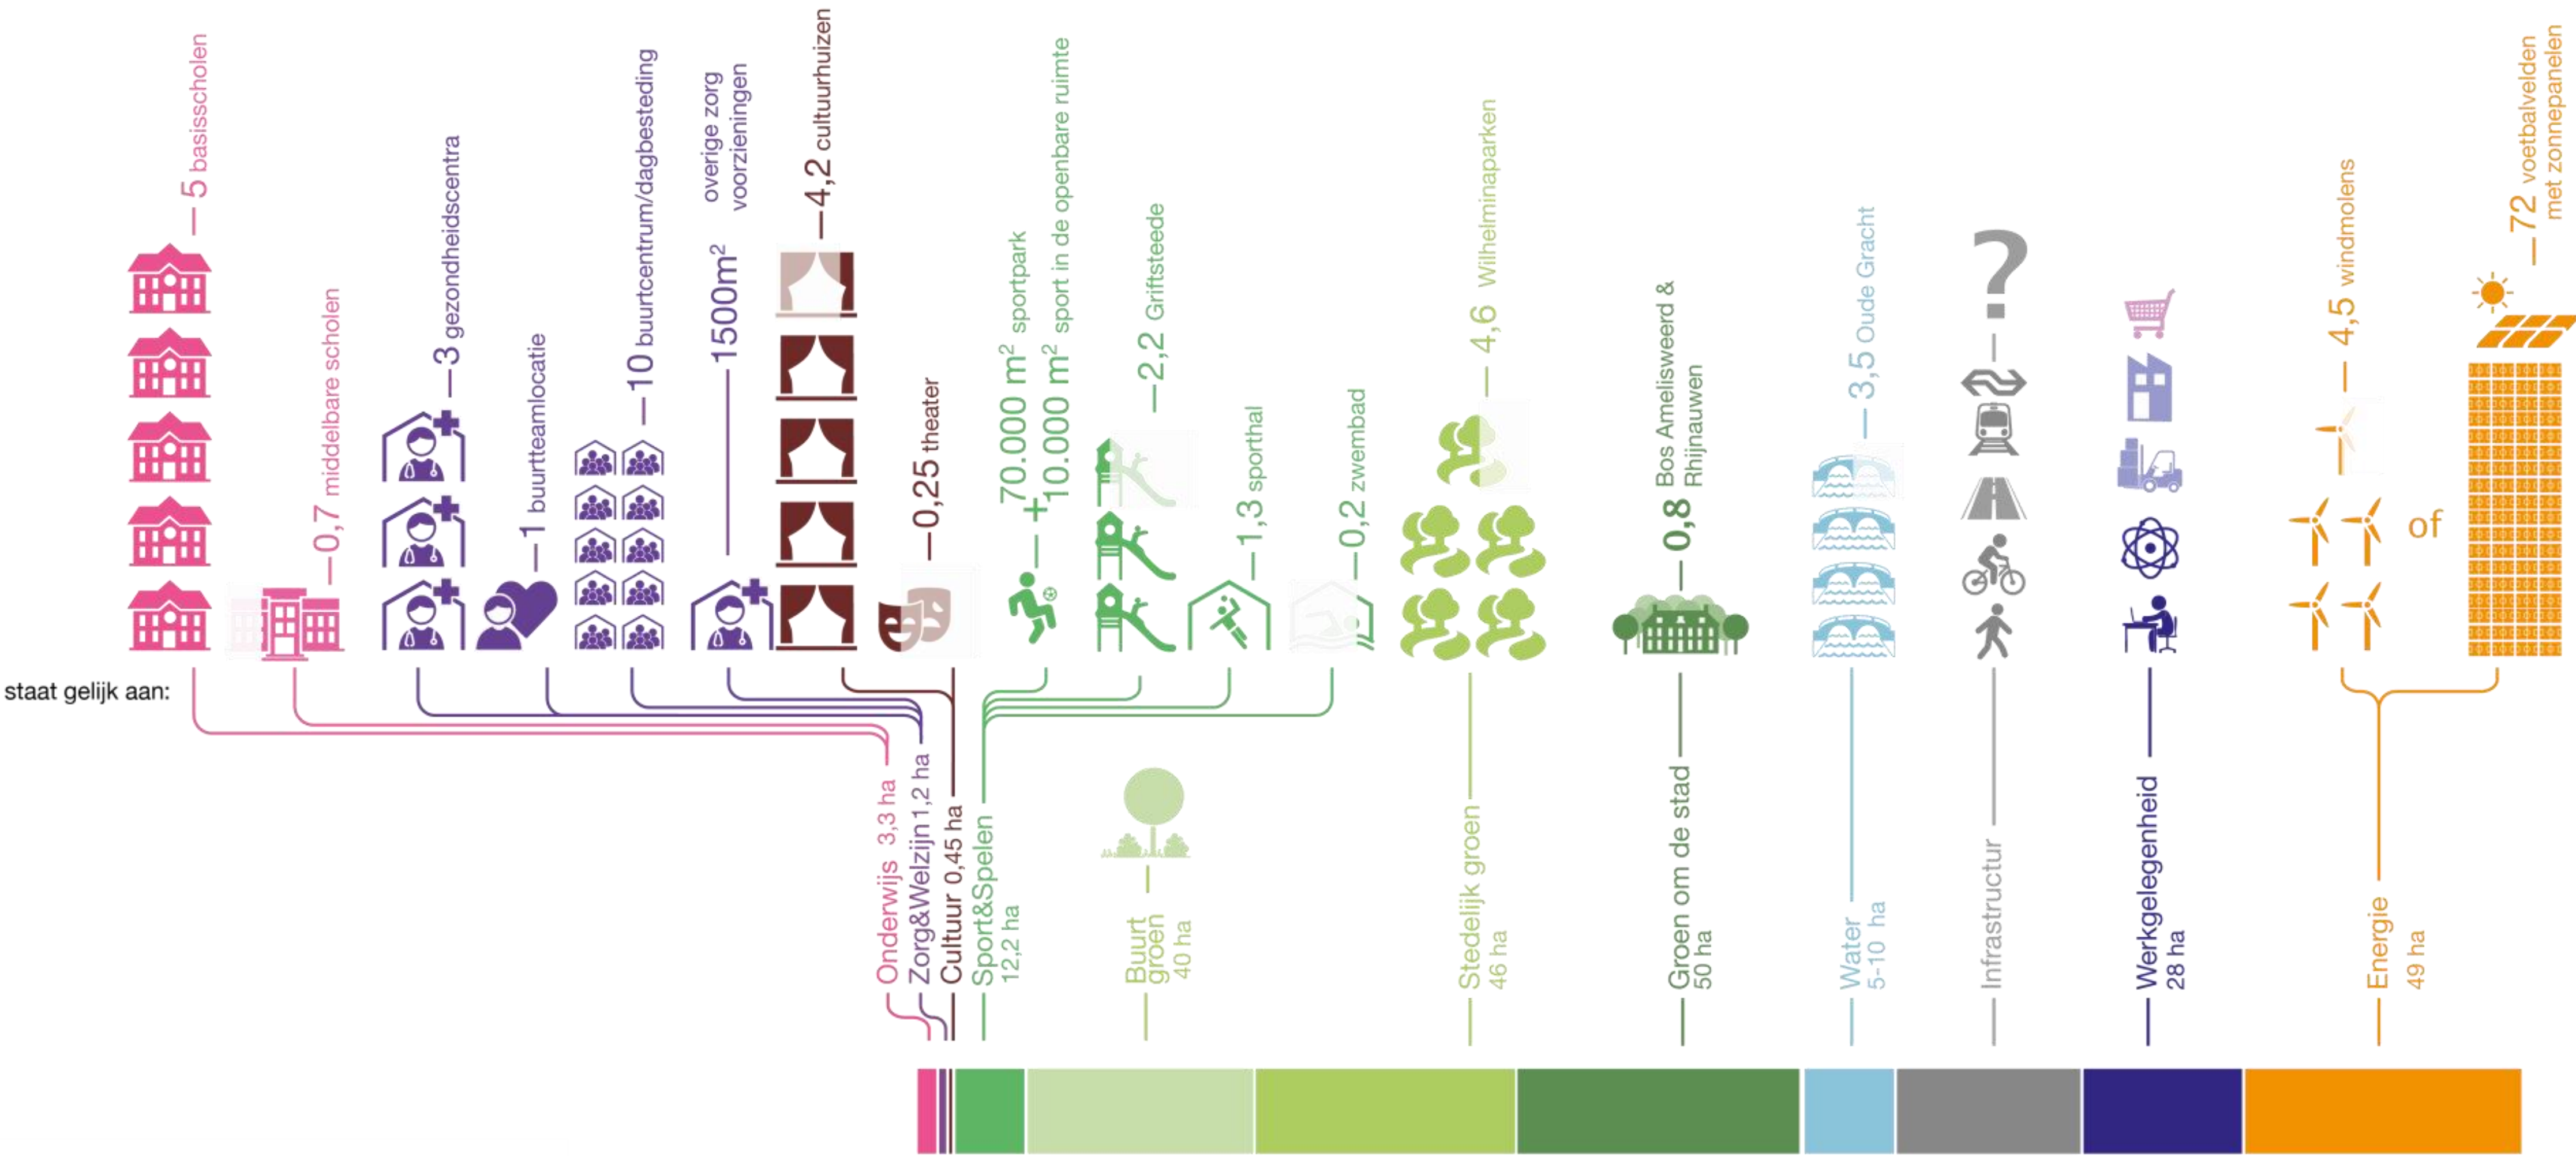 5 basisscholen
0,7 middelbare scholen
3 gezondheidscentra
1 buurtteamlocatie
10 buurtcentrum/dagbesteding
1500m² overige zorg
voorzieningen
4,2 cultuurhuizen
0,25 theater
+ 70.000 m² sportpark
10.000 m² sport in de openbare ruimte
2,2 Griftsteede
1,3 sporthal
0,2 zwembad
4,6 Wilhelminaparken
0,8 Bos Amelisweerd &
Rhijnauwen
3,5 Oude Gracht
?
4,5 windmolens
of
72 voetbalvelden
met zonnepanelen
staat gelijk aan:
Onderwijs 3,3 ha
Zorg&Welzijn 1,2 ha
Cultuur 0,45 ha
Sport&Spelen
12,2 ha
Buurt
groen
40 ha
Stedelijk groen
46 ha
Groen om de stad
50 ha
Water
5-10 ha
Infrastructur
Werkgelegenheid
28 ha
Energie
49 ha